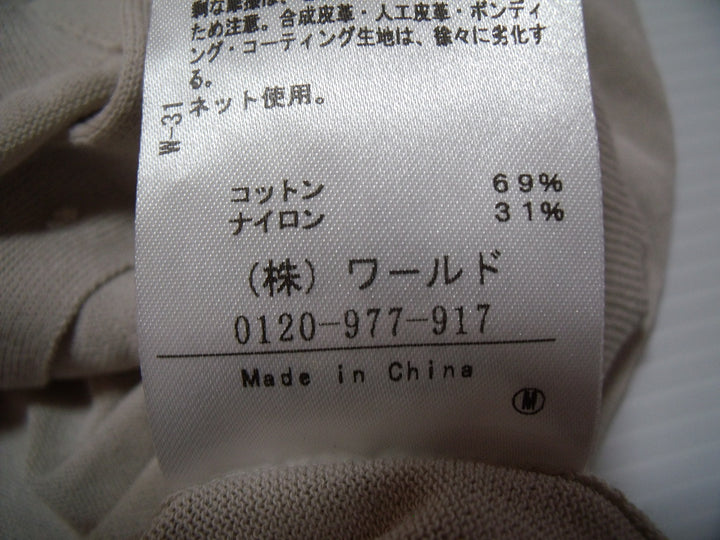 ため注意。合成皮革・人工皮革・ボンディ
ング・コーティング生地は、徐々に劣化す
る。
ネット使用。
W-31
コットン 69%
ナイロン 31%
(株)ワールド
0120-977-917
Made in China
M